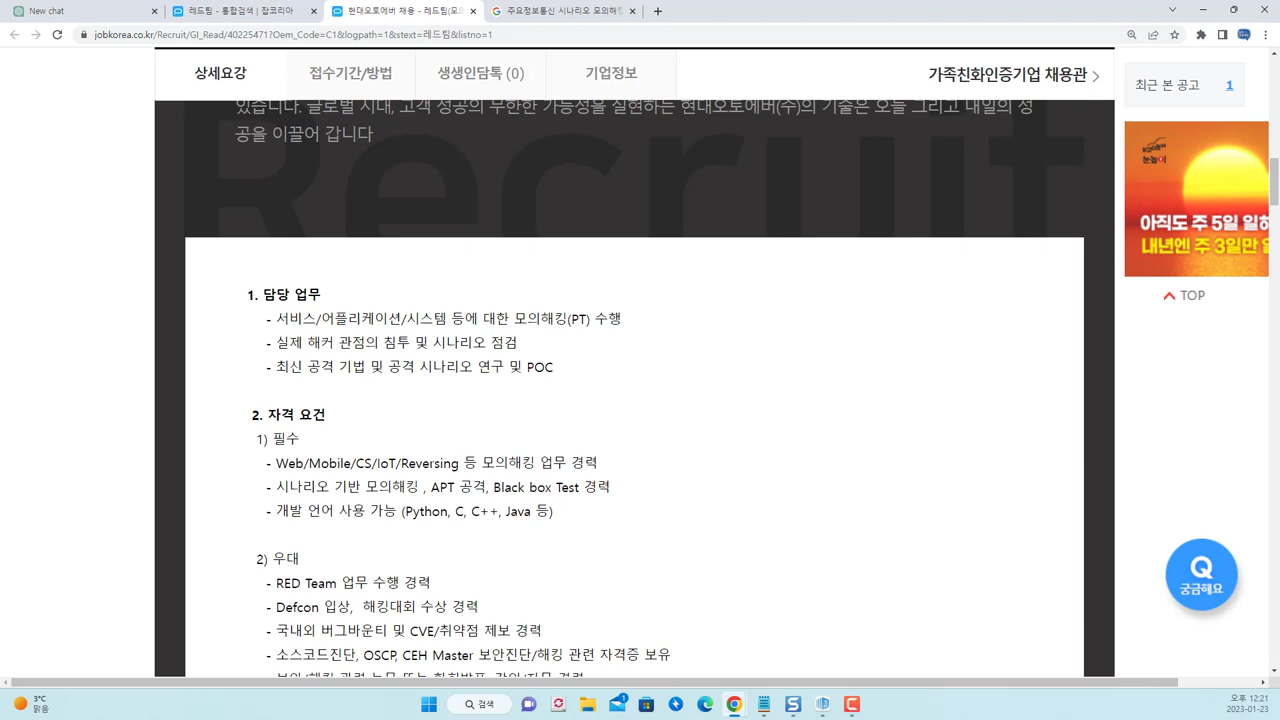 New chat
레드팀 - 통합검색 | 잡코리아
현대오토에버 채용 - 레드팀(모의
주요정보통신 시나리오 모의해킹
jobkorea.co.kr/Recruit/GI_Read/40225471?Oem_Code=C1&logpath=1&stext=레드팀&listno=1
상세요강
접수기간/방법
생생인담톡 (0)
기업정보
가족친화인증기업 채용관
최근 본 공고 1
있습니다. 글로벌 시대, 고객 성공의 무한한 가능성을 실현하는 현대오토에버(수)의 기술은 오늘 그리고 내일의 성
공을 이끌어 갑니다
Recruit
눈높이
아직도 주 5일 일하
내년엔 주 3일만 일
TOP
1. 담당 업무
- 서비스/어플리케이션/시스템 등에 대한 모의해킹(PT) 수행
- 실제 해커 관점의 침투 및 시나리오 점검
- 최신 공격 기법 및 공격 시나리오 연구 및 POC
2. 자격 요건
1) 필수
- Web/Mobile/CS/IoT/Reversing 등 모의해킹 업무 경력
- 시나리오 기반 모의해킹 , APT 공격, Black box Test 경력
- 개발 언어 사용 가능 (Python, C, C++, Java 등)
2) 우대
- RED Team 업무 수행 경력
- Defcon 입상, 해킹대회 수상 경력
- 국내외 버그바운티 및 CVE/취약점 제보 경력
- 소스코드진단, OSCP, CEH Master 보안진단/해킹 관련 자격증 보유
Q
궁금해요
3°C
맑음
검색
1
오후 12:21
2023-01-23